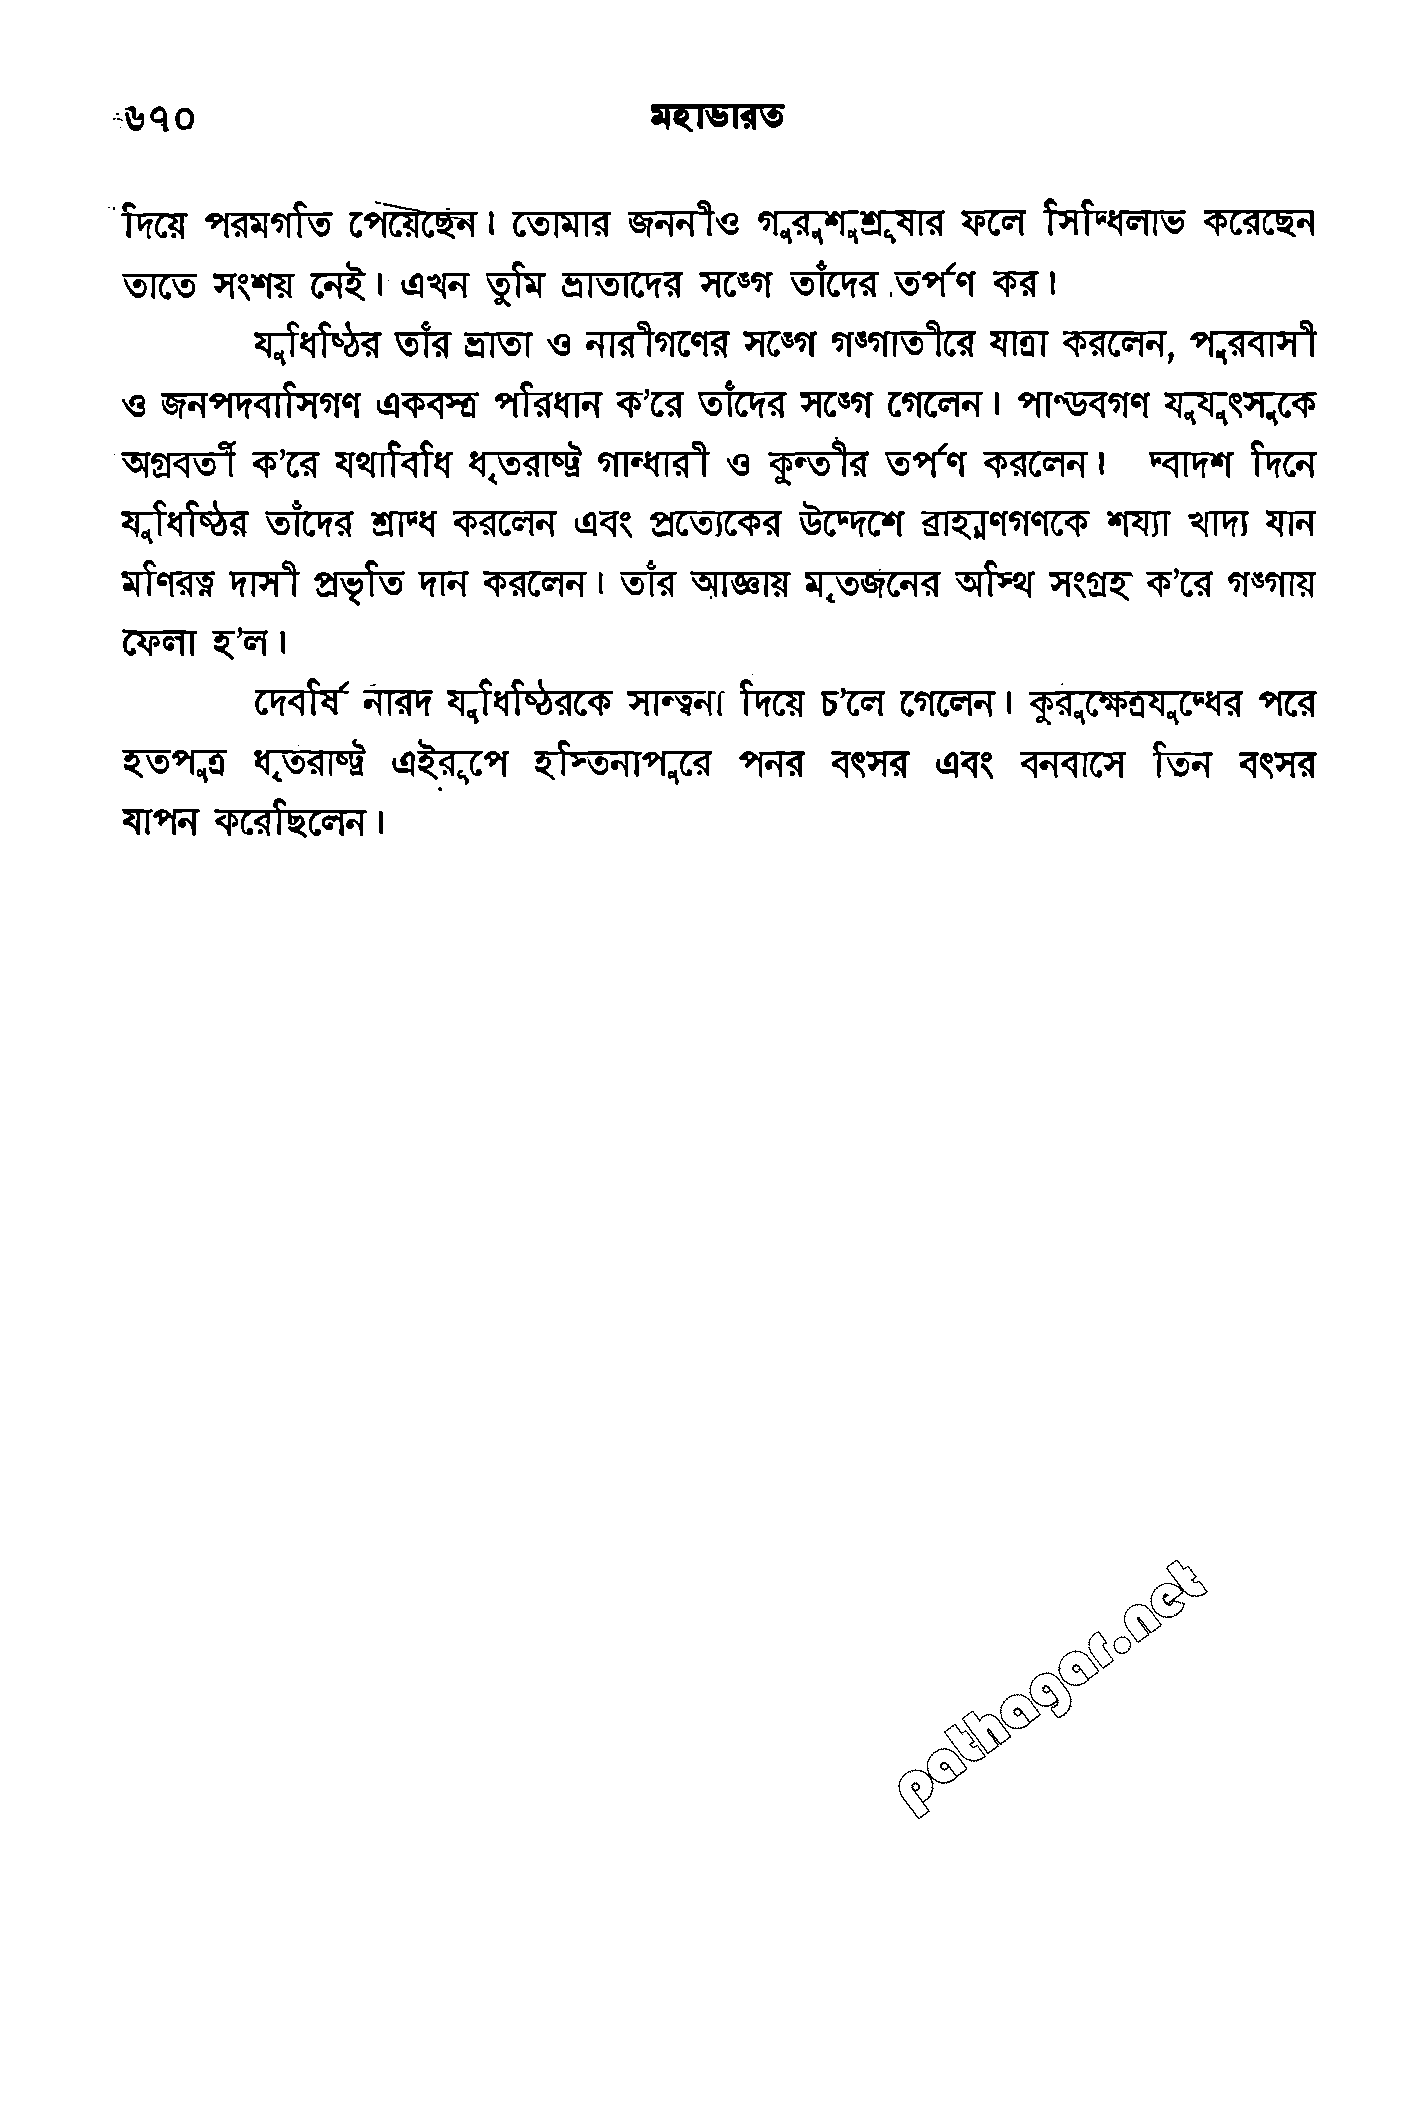 ৬৭০ মহাভারত
দিয়ে পরমগতি পেয়েছেন। তোমার জননীও গুরুশুশ্রূষার ফলে সিদ্ধিলাভ করেছেন
তাতে সংশয় নেই। এখন তুমি ভ্রাতাদের সঙ্গে তাঁদের তর্পণ কর।
যুধিষ্ঠির তাঁর ভ্রাতা ও নারীগণের সঙ্গে গঙ্গাতীরে যাত্রা করলেন, পুরবাসী
ও জনপদবাসিগণ একবস্ত্র পরিধান ক'রে তাঁদের সঙ্গে গেলেন। পাণ্ডবগণ যুযুৎসুকে
অগ্রবর্তী ক'রে যথাবিধি ধৃতরাষ্ট্র গান্ধারী ও কুন্তীর তর্পণ করলেন। দ্বাদশ দিনে
যুধিষ্ঠির তাঁদের শ্রাদ্ধ করলেন এবং প্রত্যেকের উদ্দেশে ব্রাহ্মণগণকে শয্যা খাদ্য যান
মণিরত্ন দাসী প্রভৃতি দান করলেন। তাঁর আজ্ঞায় মৃতজনের অস্থি সংগ্রহ ক'রে গঙ্গায়
ফেলা হ'ল।
দেবর্ষি নারদ যুধিষ্ঠিরকে সান্ত্বনা দিয়ে চ'লে গেলেন। কুরুক্ষেত্রযুদ্ধের পরে
হতপুত্র ধৃতরাষ্ট্র এইরূপে হস্তিনাপুরে পনর বৎসর এবং বনবাসে তিন বৎসর
যাপন করেছিলেন।
pathagar.net